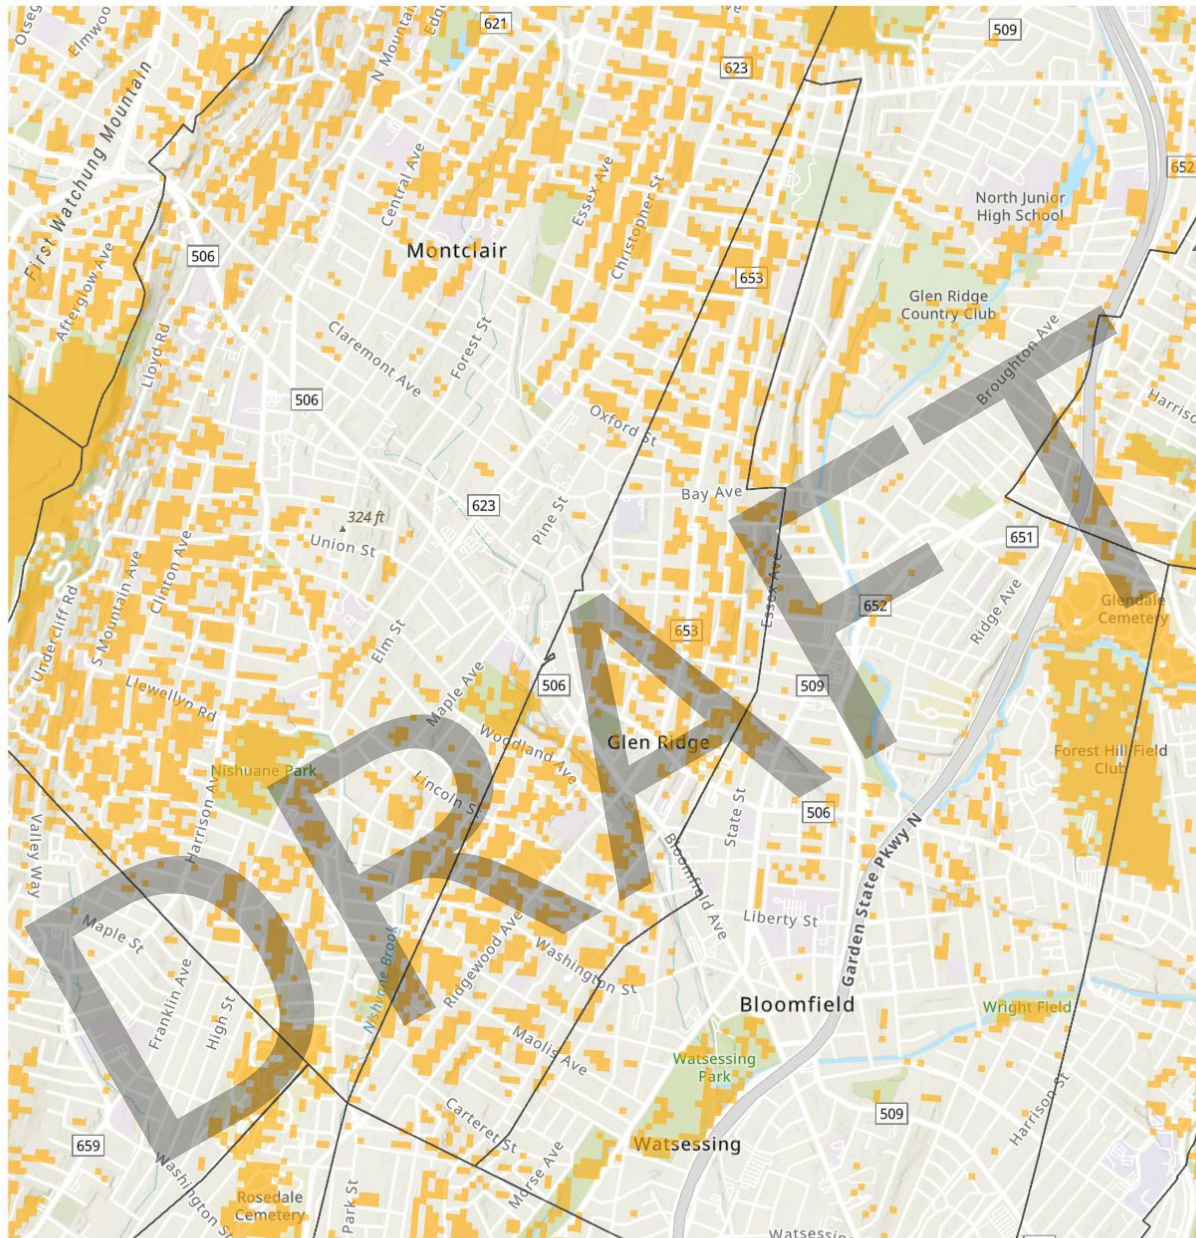 621
509
623
652
North Junior
High School
First Watchung Mountain
Central Ave
Essex Ave
Christopher St
506
Montclair
653
Afterglow Ave
Glen Ridge
Country Club
Lloyd Rd
Claremont Ave
Forest St
Broughton Ave
506
Oxford St
Bay Ave
623
Pine St
324 ft
Union St
651
Clinton Ave
S Mountain Ave
Undercliff Rd
Elm St
Essex Ave
652
653
Ridge Ave
Glendale
Cemetery
Llewellyn Rd
Maple Ave
506
509
Woodland Ave
Glen Ridge
Forest Hill Field
Club
Nishuane Park
Harrison Av
Lincoln St
State St
506
Valley Way
Bloomfield Ave
Garden State Pkwy N
Maple St
Liberty St
Franklin Ave
High St
Nishuane Brook
Ridgewood Ave
Washington St
Bloomfield
Wright Field
Maolis Ave
Watsessing
Park
Carteret St
509
Harrison St
659
Watsessing
Morse Ave
Washington St
Rosedale
Cemetery
Park St
DRAFT